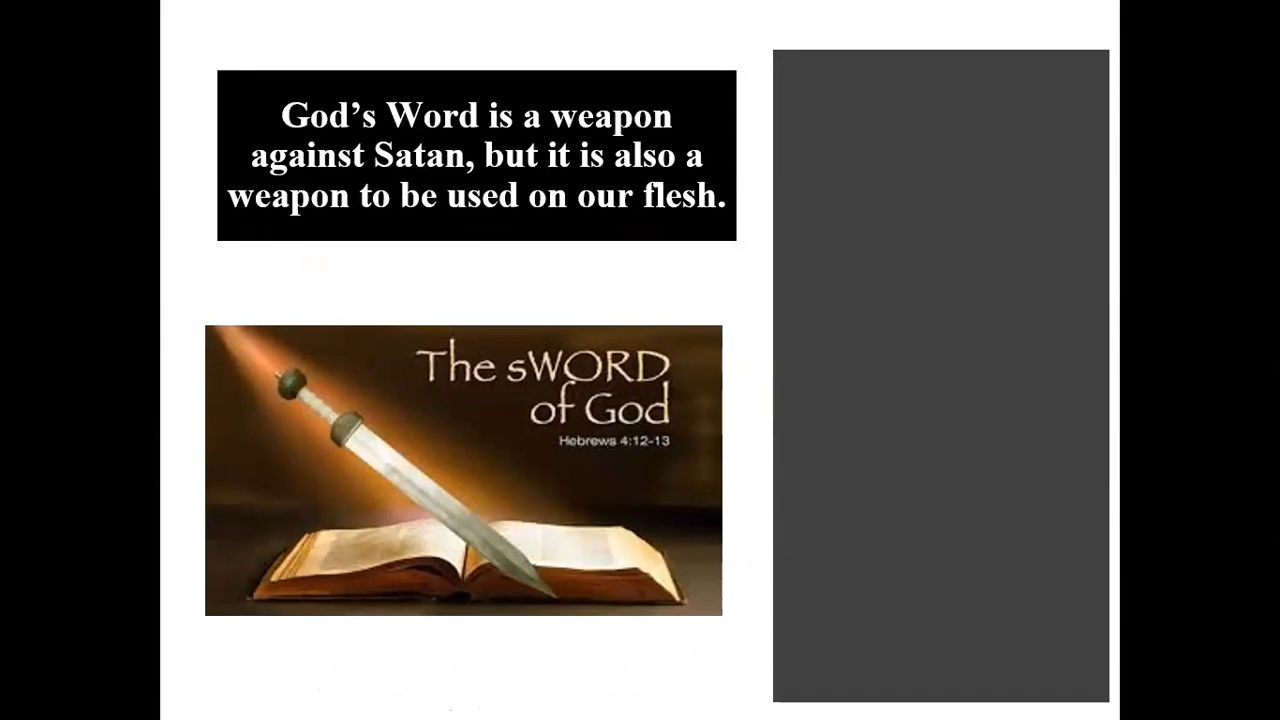 God’s Word is a weapon
against Satan, but it is also a
weapon to be used on our flesh.
The sWORD
of God
Hebrews 4:12-13